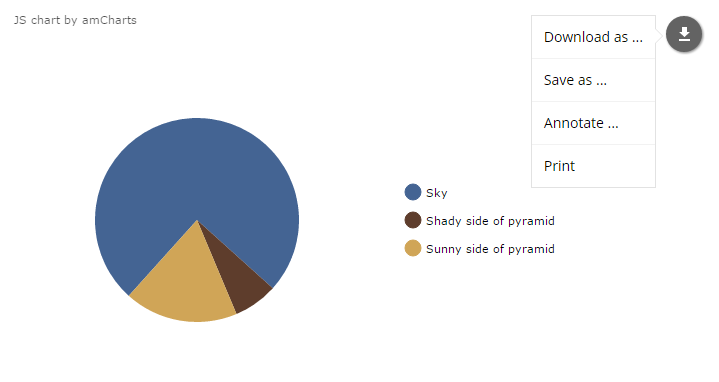 JS chart by amCharts
Download as ...
Save as ...
Annotate ...
Print
Sky
Shady side of pyramid
Sunny side of pyramid